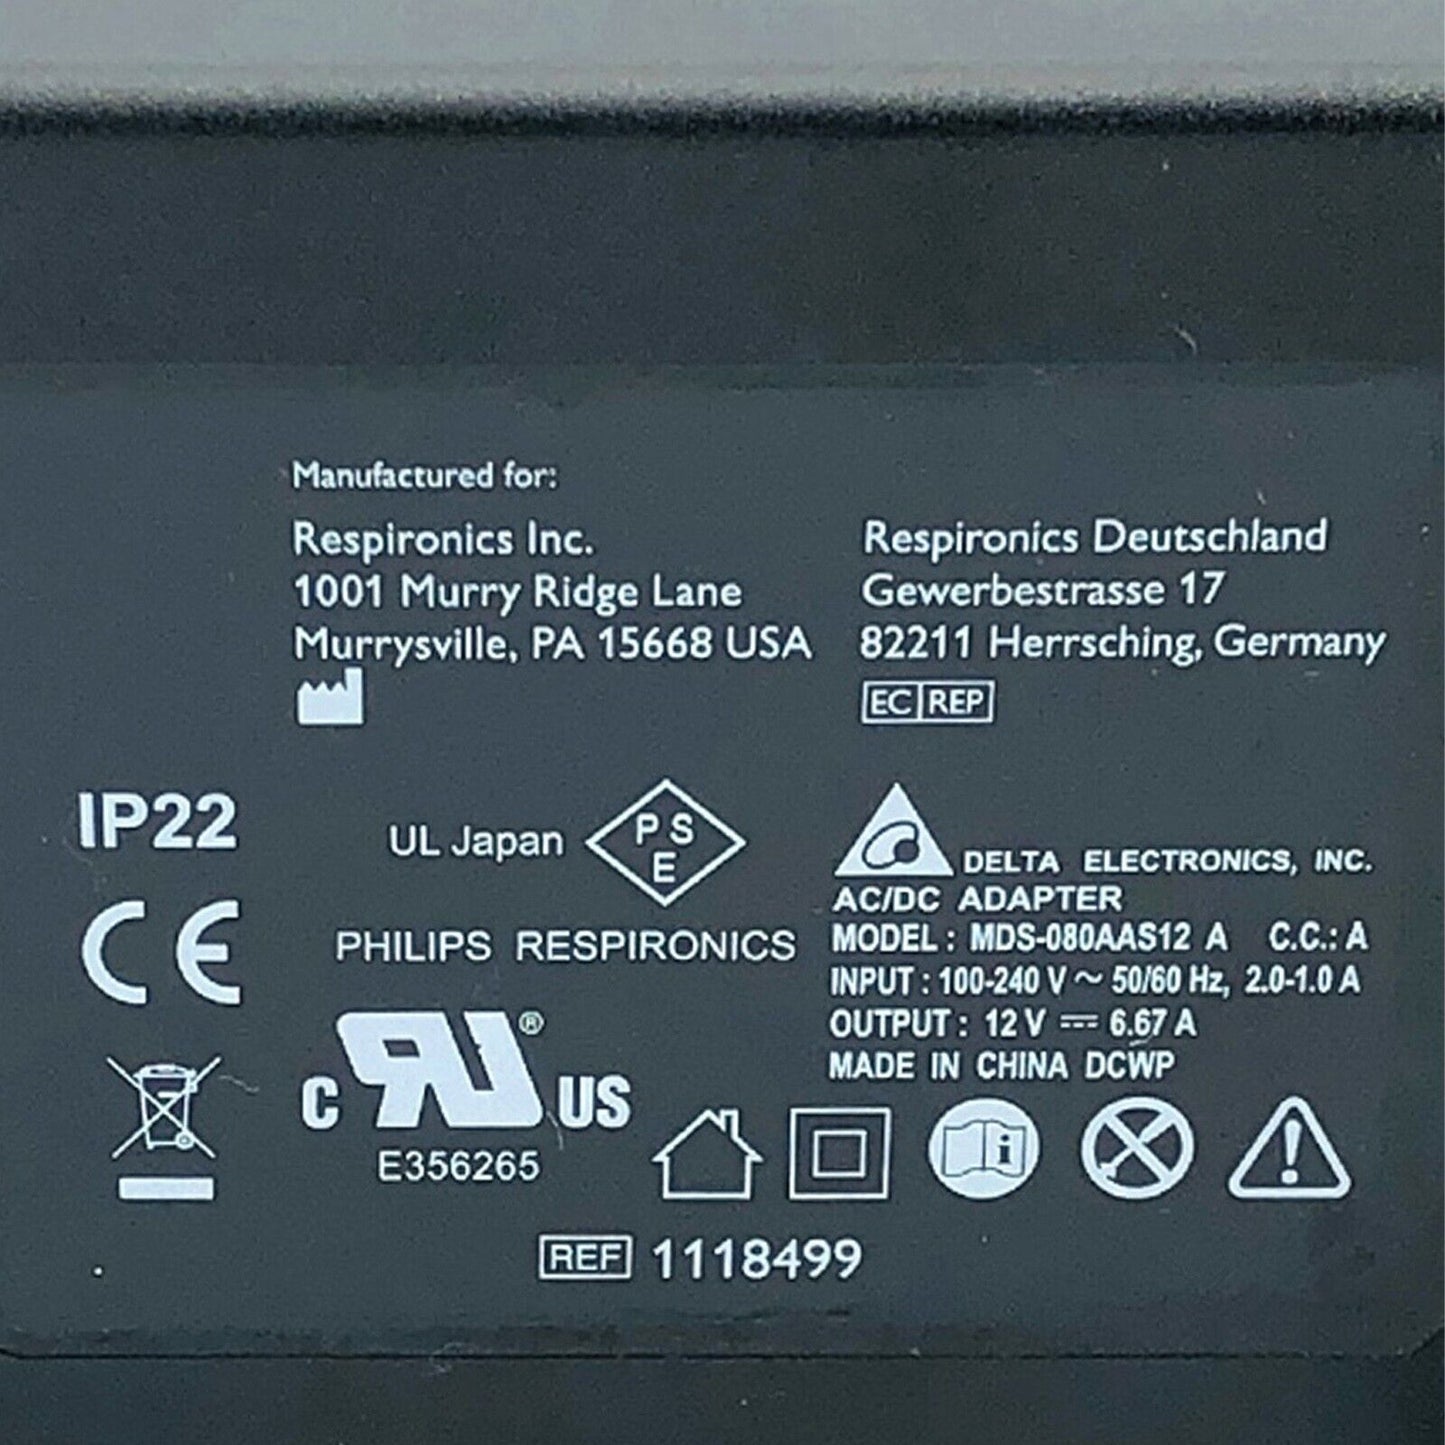 Manufactured for:
Respironics Inc.
1001 Murry Ridge Lane
Murrysville, PA 15668 USA
Respironics Deutschland
Gewerbestrasse 17
82211 Herrsching, Germany
EC REP
IP22
CE
UL Japan
PS
E
PHILIPS RESPIRONICS
C RU® US
E356265
DELTA ELECTRONICS, INC.
AC/DC ADAPTER
MODEL : MDS-080AAS12 A C.C.: A
INPUT : 100-240 V ~ 50/60 Hz, 2.0-1.0 A
OUTPUT : 12 V ⎓ 6.67 A
MADE IN CHINA DCWP
i
!
REF 1118499